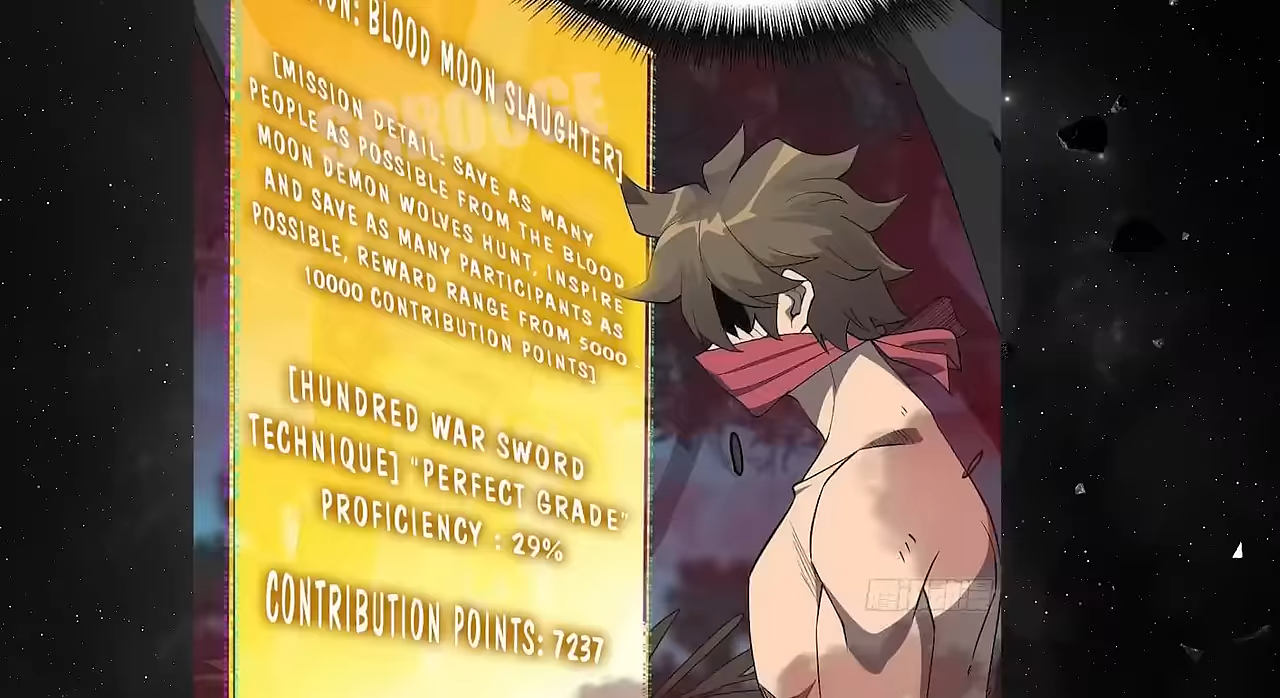 ION: BLOOD MOON SLAUGHTER]
[MISSION DETAIL: SAVE AS MANY
PEOPLE AS POSSIBLE FROM THE BLOOD
MOON DEMON WOLVES HUNT, INSPIRE
AND SAVE AS MANY PARTICIPANTS AS
POSSIBLE, REWARD RANGE FROM 5000 -
10000 CONTRIBUTION POINTS]
[HUNDRED WAR SWORD
TECHNIQUE] "PERFECT GRADE"
PROFICIENCY : 29%
CONTRIBUTION POINTS: 7237